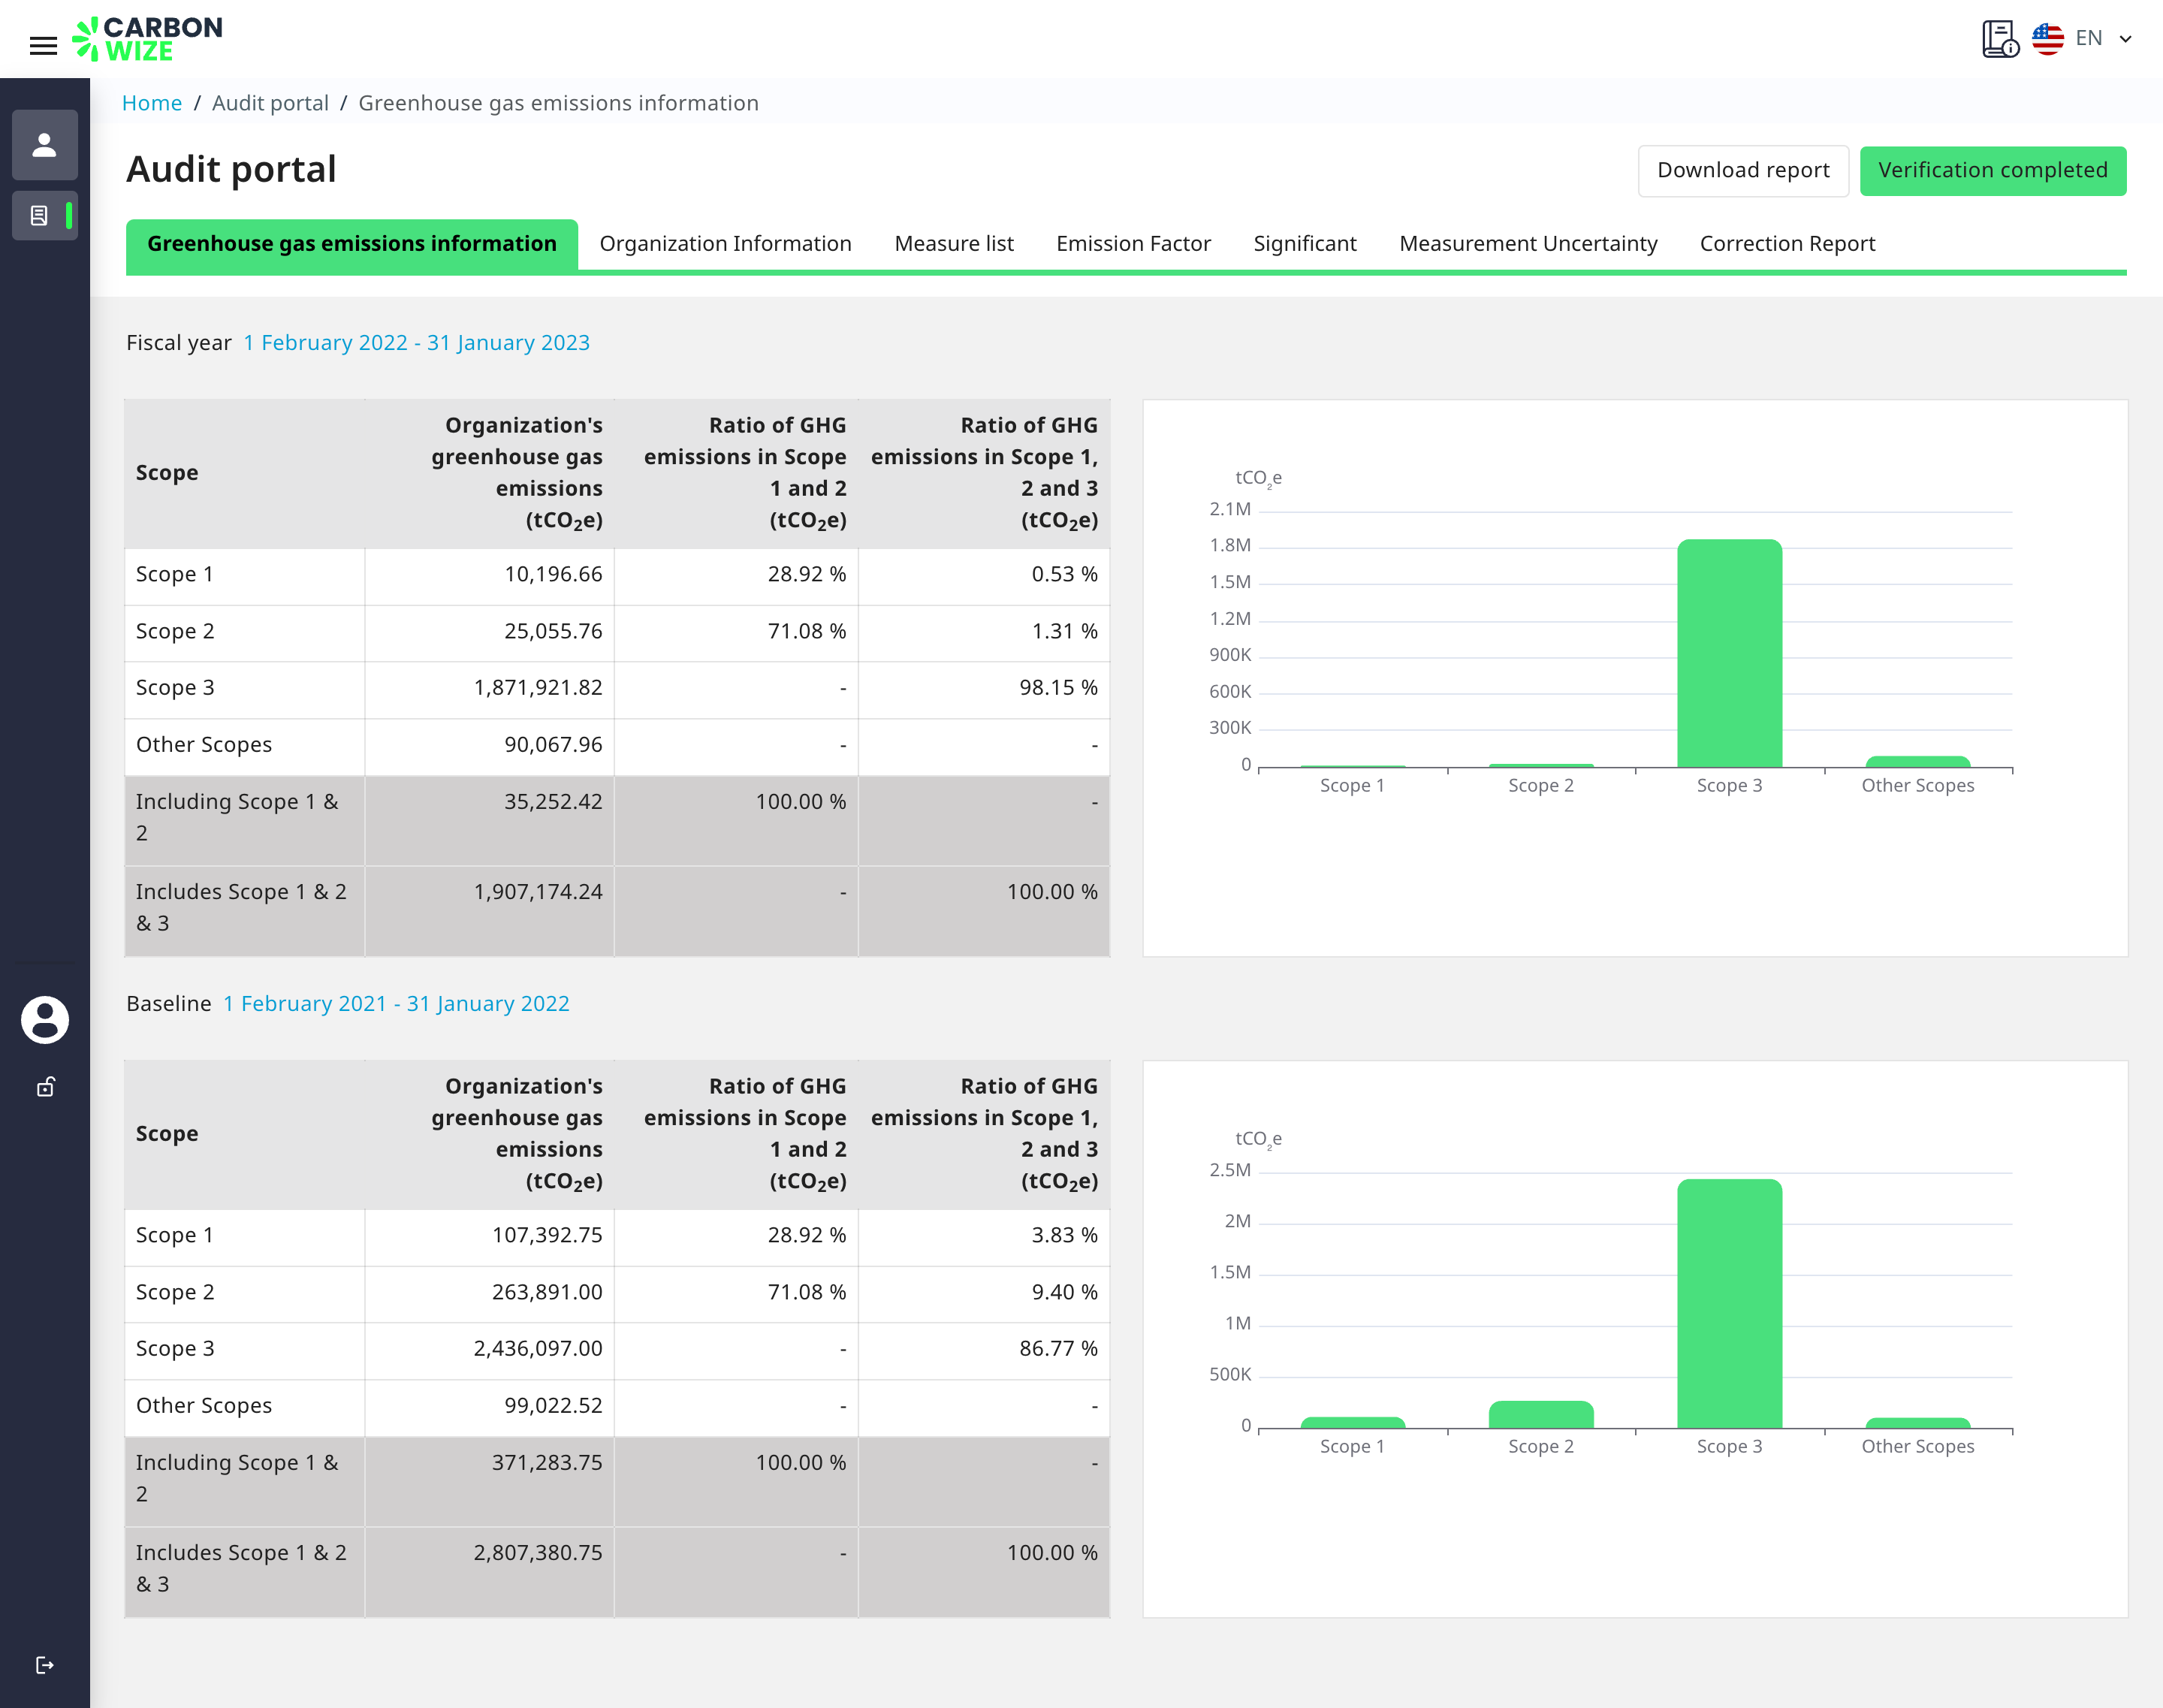 CARBON
WIZE
EN
Home / Audit portal / Greenhouse gas emissions information
Audit portal
Download report
Verification completed
Greenhouse gas emissions information
Organization Information
Measure list
Emission Factor
Significant
Measurement Uncertainty
Correction Report
Fiscal year 1 February 2022 - 31 January 2023
Scope
Organization's
greenhouse gas
emissions
(tCO₂e)
Ratio of GHG
emissions in Scope
1 and 2
(tCO₂e)
Ratio of GHG
emissions in Scope 1,
2 and 3
(tCO₂e)
Scope 1 10,196.66 28.92 % 0.53 %
Scope 2 25,055.76 71.08 % 1.31 %
Scope 3 1,871,921.82 - 98.15 %
Other Scopes 90,067.96 - -
Including Scope 1 & 35,252.42 100.00 % -
2
Includes Scope 1 & 2 1,907,174.24 - 100.00 %
& 3
tCO₂e
2.1M
1.8M
1.5M
1.2M
900K
600K
300K
0
Scope 1 Scope 2 Scope 3 Other Scopes
Baseline 1 February 2021 - 31 January 2022
Scope
Organization's
greenhouse gas
emissions
(tCO₂e)
Ratio of GHG
emissions in Scope
1 and 2
(tCO₂e)
Ratio of GHG
emissions in Scope 1,
2 and 3
(tCO₂e)
Scope 1 107,392.75 28.92 % 3.83 %
Scope 2 263,891.00 71.08 % 9.40 %
Scope 3 2,436,097.00 - 86.77 %
Other Scopes 99,022.52 - -
Including Scope 1 & 371,283.75 100.00 % -
2
Includes Scope 1 & 2 2,807,380.75 - 100.00 %
& 3
tCO₂e
2.5M
2M
1.5M
1M
500K
0
Scope 1 Scope 2 Scope 3 Other Scopes